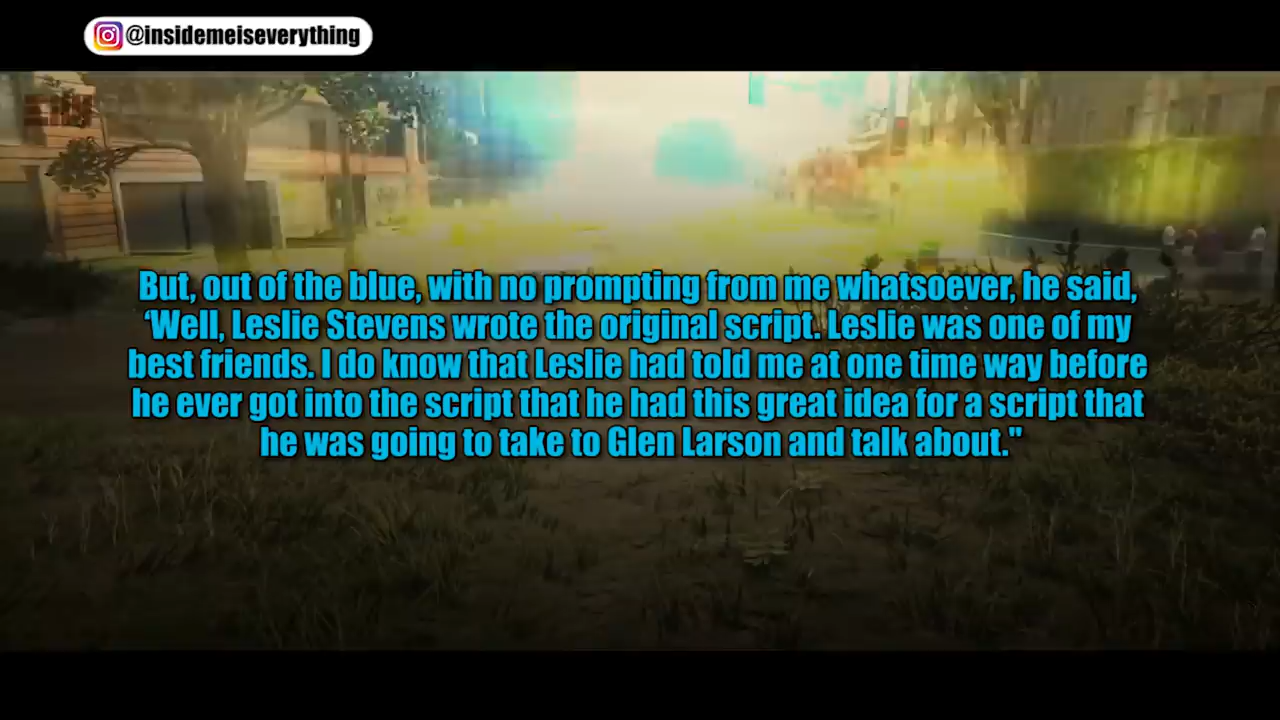 @insidemeiseverything
But, out of the blue, with no prompting from me whatsoever, he said,
‘Well, Leslie Stevens wrote the original script. Leslie was one of my
best friends. I do know that Leslie had told me at one time way before
he ever got into the script that he had this great idea for a script that
he was going to take to Glen Larson and talk about."